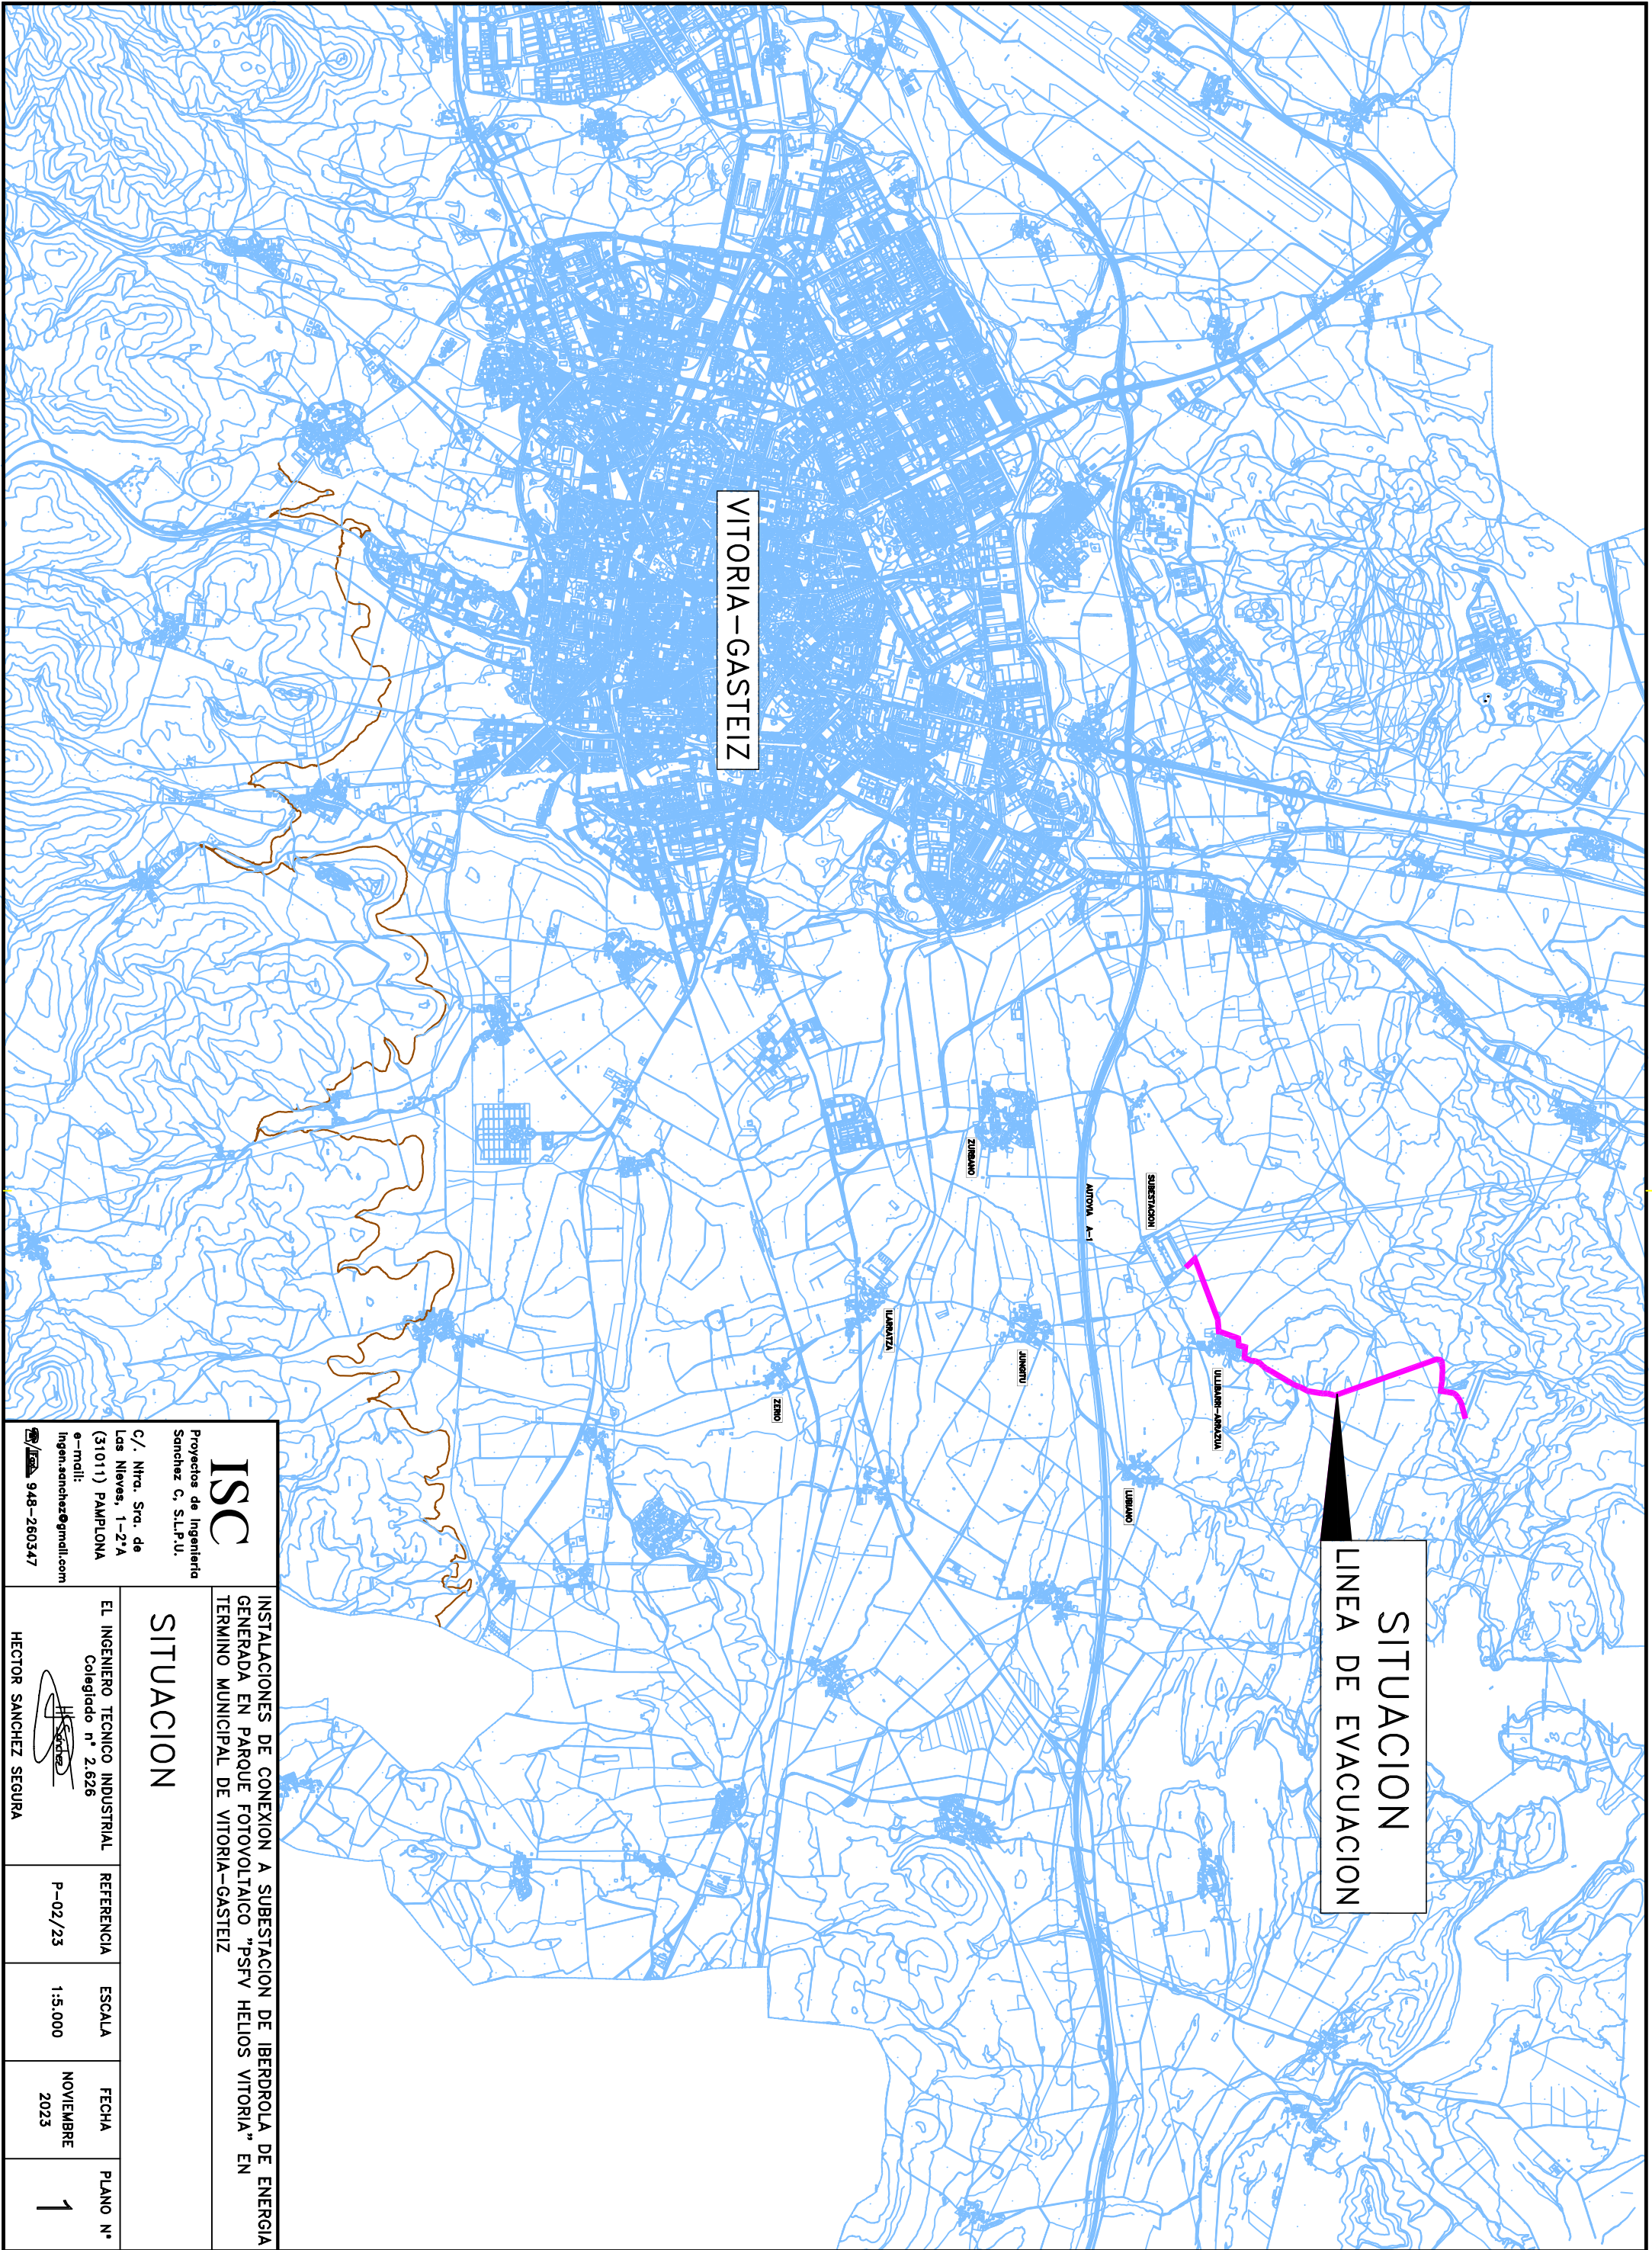 SITUACION
LINEA DE EVACUACION
VITORIA-GASTEIZ
SUBESTACION
ULLIBARRI-ARRAZUA
AUTOVIA A-1
LUBIANO
ZURBANO
JUNGITU
ILARRATZA
ZERIO
ISC
Proyectos de Ingeniería
Sanchez C, S.L.P.U.
C/. Ntra. Sra. de
Las Nieves, 1-2ºA
(31011) PAMPLONA
e-mail:
ingen.sanchez@gmail.com
☎/Fax. 948-260347
INSTALACIONES DE CONEXION A SUBESTACION DE IBERDROLA DE ENERGIA
GENERADA EN PARQUE FOTOVOLTAICO "PSFV HELIOS VITORIA" EN
TERMINO MUNICIPAL DE VITORIA-GASTEIZ
SITUACION
EL INGENIERO TECNICO INDUSTRIAL
Colegiado nº 2.626
HSánchez
HECTOR SANCHEZ SEGURA
REFERENCIA
P-02/23
ESCALA
1:5.000
FECHA
NOVIEMBRE
2023
PLANO Nº
1